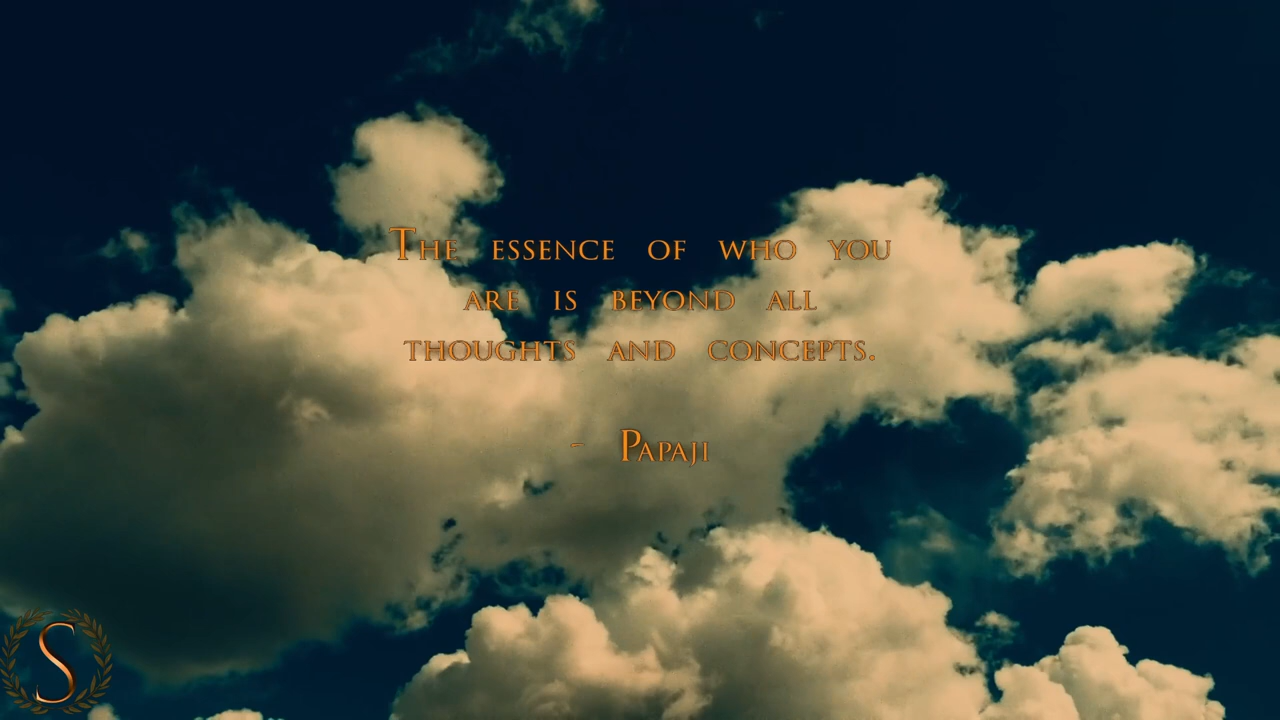 The essence of who you
are is beyond all
thoughts and concepts.
- Papaji
S